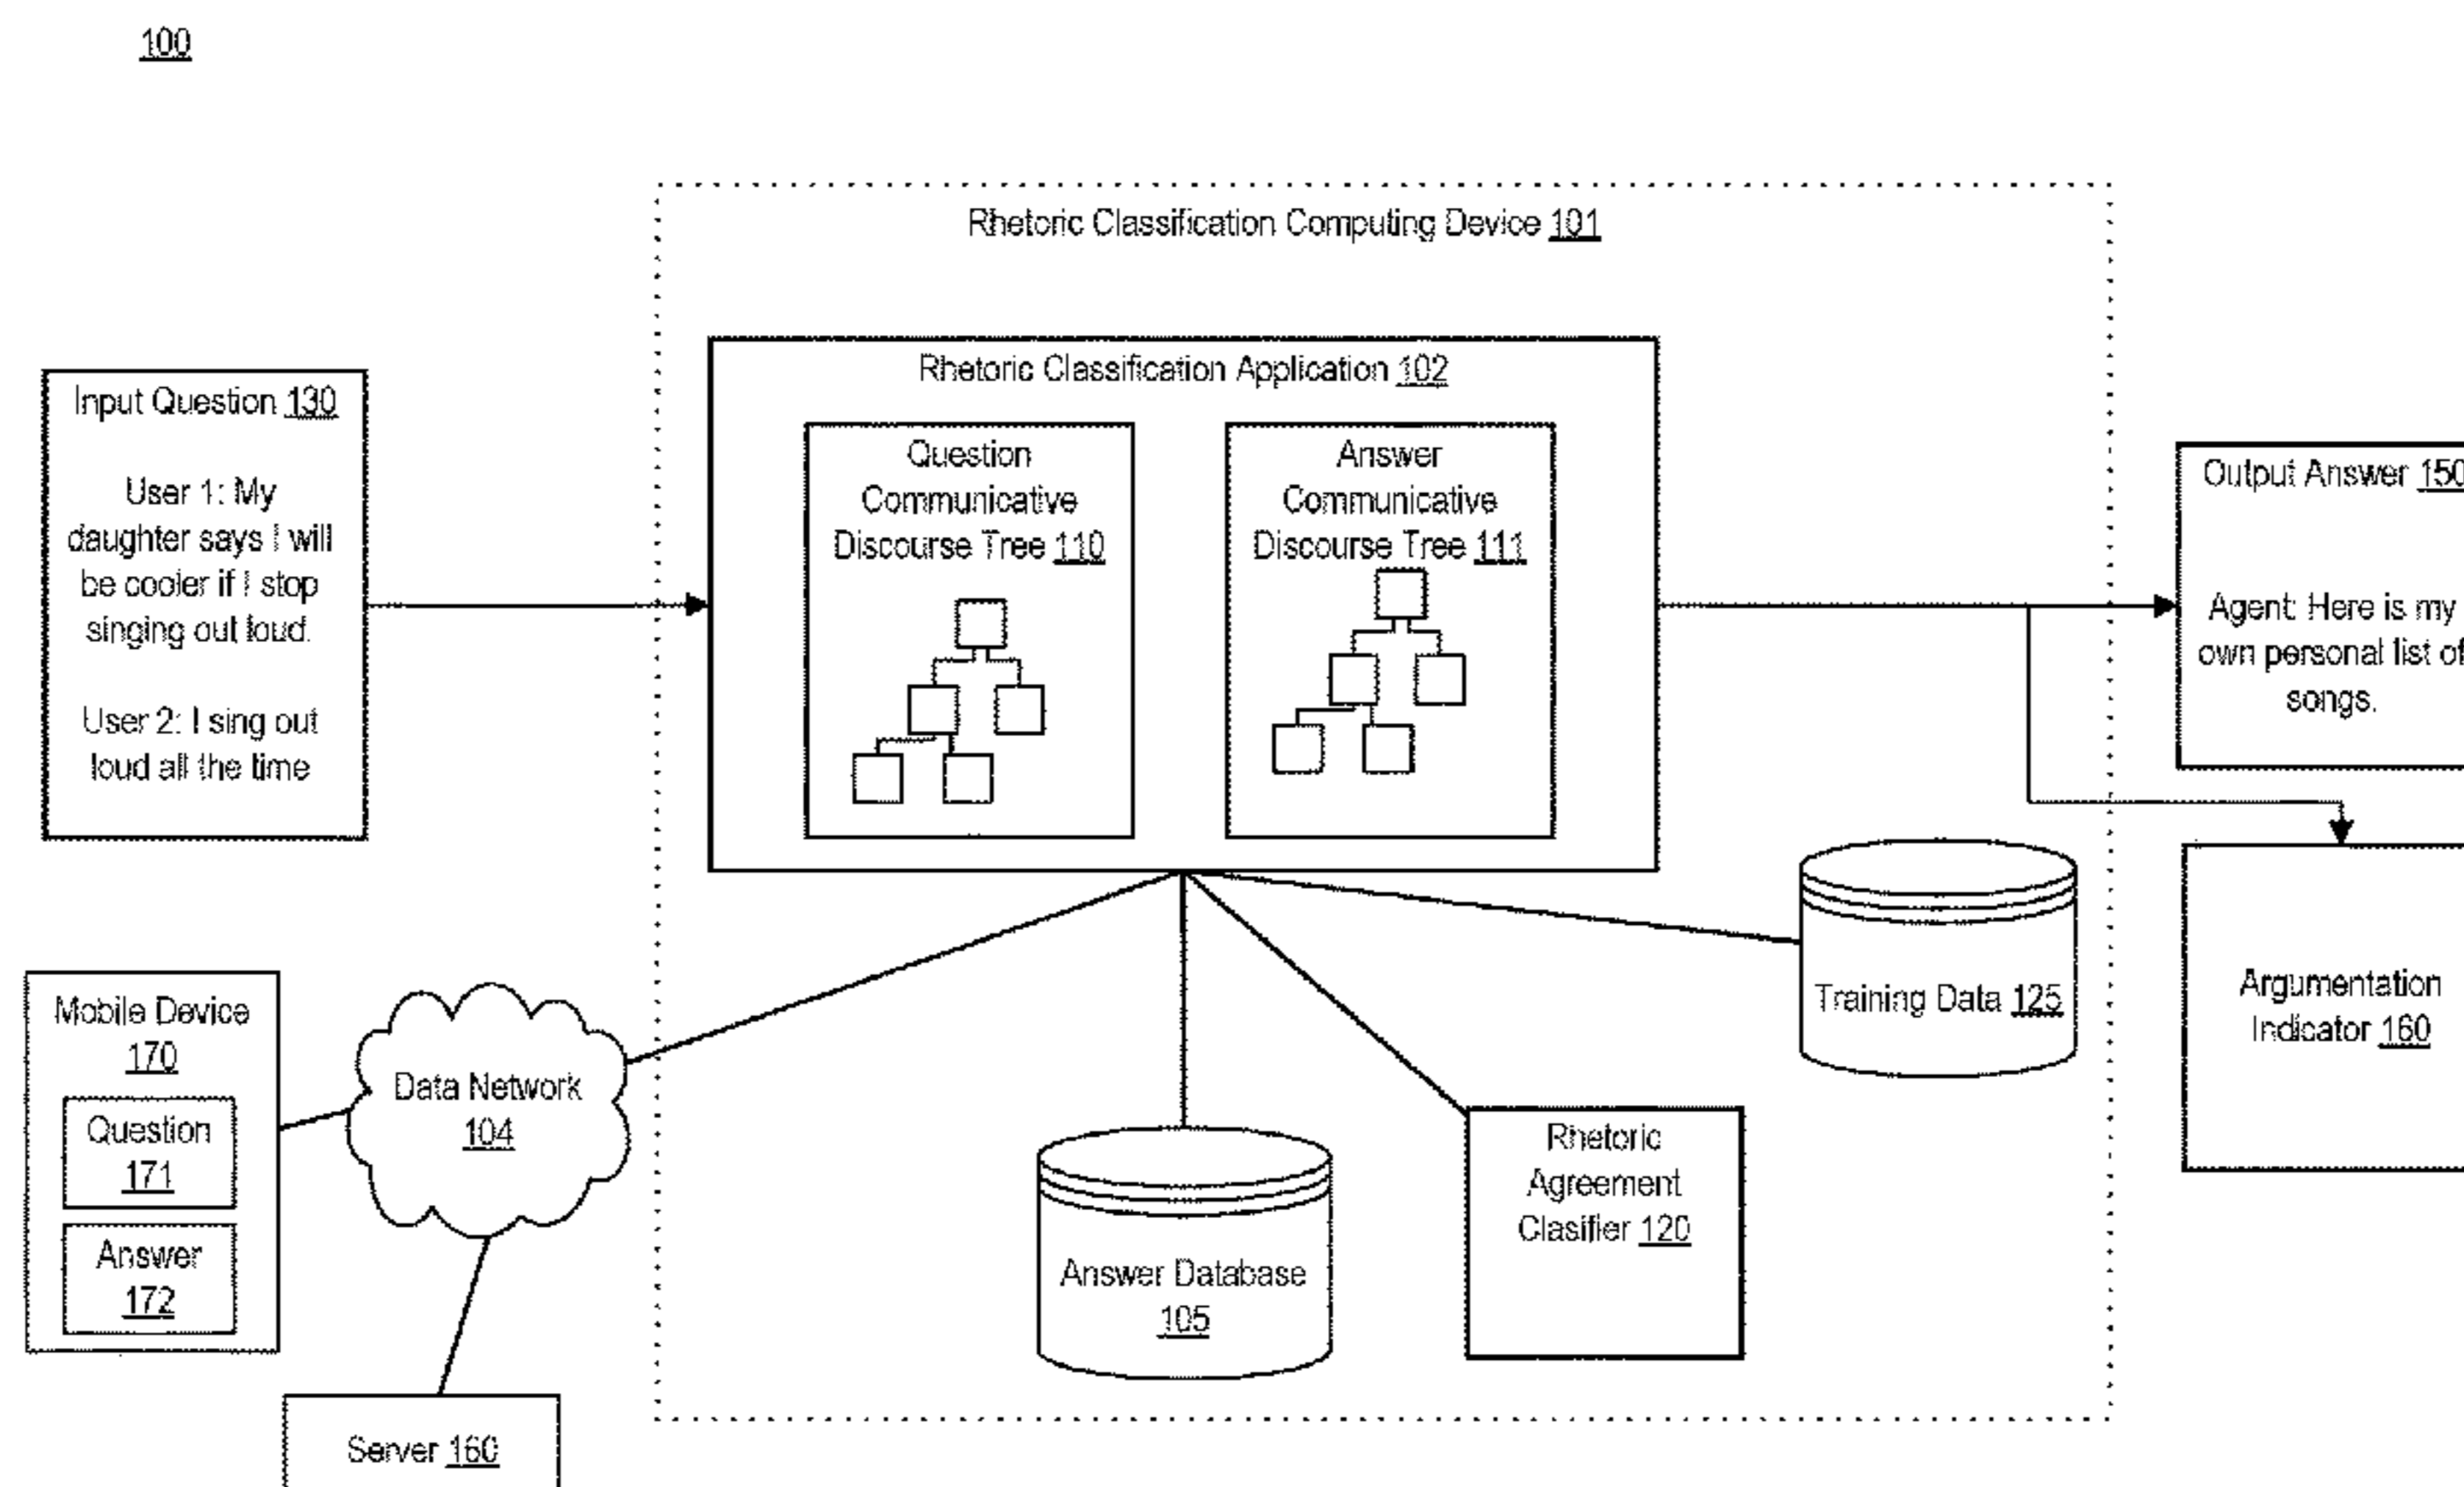 100
Rhetoric Classification Computing Device 101
Rhetoric Classification Application 102
Input Question 130
User 1: My
daughter says I will
be cooler if I stop
singing out loud.
User 2: I sing out
loud all the time
Question
Communicative
Discourse Tree 110
Answer
Communicative
Discourse Tree 111
Output Answer 150
Agent: Here is my
own personal list of
songs.
Mobile Device
170
Question
171
Answer
172
Data Network
104
Server 160
Answer Database
105
Rhetoric
Agreement
Clasifier 120
Training Data 125
Argumentation
Indicator 160